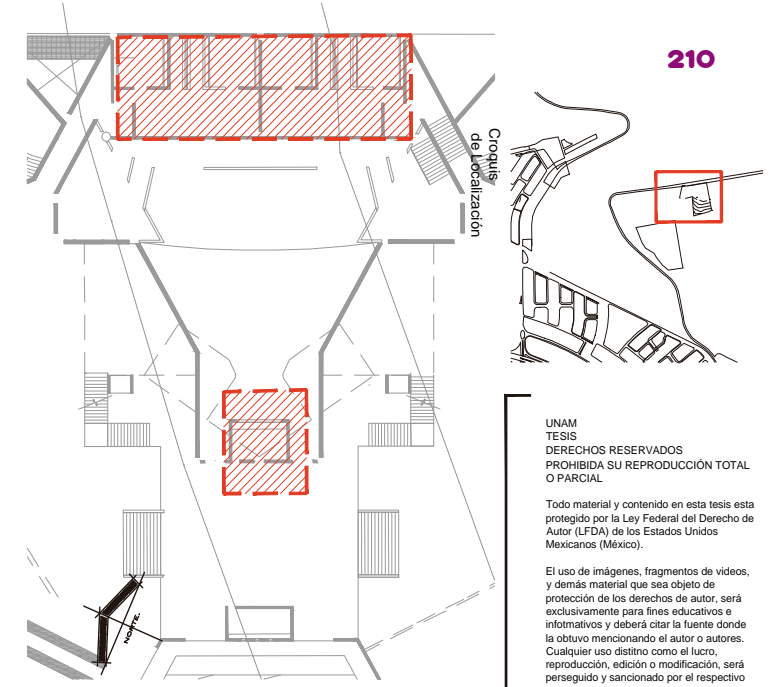 210
Croquis
de Localización
NORTE.
UNAM
TESIS
DERECHOS RESERVADOS
PROHIBIDA SU REPRODUCCIÓN TOTAL
O PARCIAL
Todo material y contenido en esta tesis esta
protegido por la Ley Federal del Derecho de
Autor (LFDA) de los Estados Unidos
Mexicanos (México).
El uso de imágenes, fragmentos de videos,
y demás material que sea objeto de
protección de los derechos de autor, será
exclusivamente para fines educativos e
infotmativos y deberá citar la fuente donde
la obtuvo mencionando el autor o autores.
Cualquier uso distitno como el lucro,
reproducción, edición o modificación, será
perseguido y sancionado por el respectivo